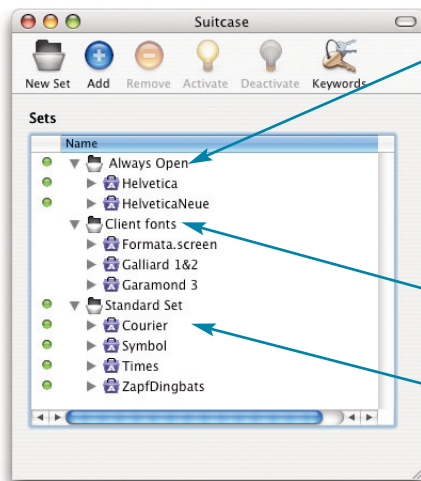 Suitcase
New Set Add Remove Activate Deactivate Keywords
Sets
Name
Always Open
Helvetica
HelveticaNeue
Client fonts
Formata.screen
Galliard 1&2
Garamond 3
Standard Set
Courier
Symbol
Times
ZapfDingbats